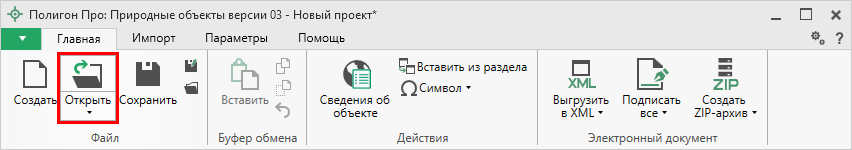 Полигон Про: Природные объекты версии 03 - Новый проект*
Главная Импорт Параметры Помощь
?
Создать Открыть Сохранить
Файл
Вставить
Буфер обмена
Сведения об
объекте
Вставить из раздела
Символ
Действия
XML
Выгрузить
в XML
Подписать
все
ZIP
Создать
ZIP-архив
Электронный документ